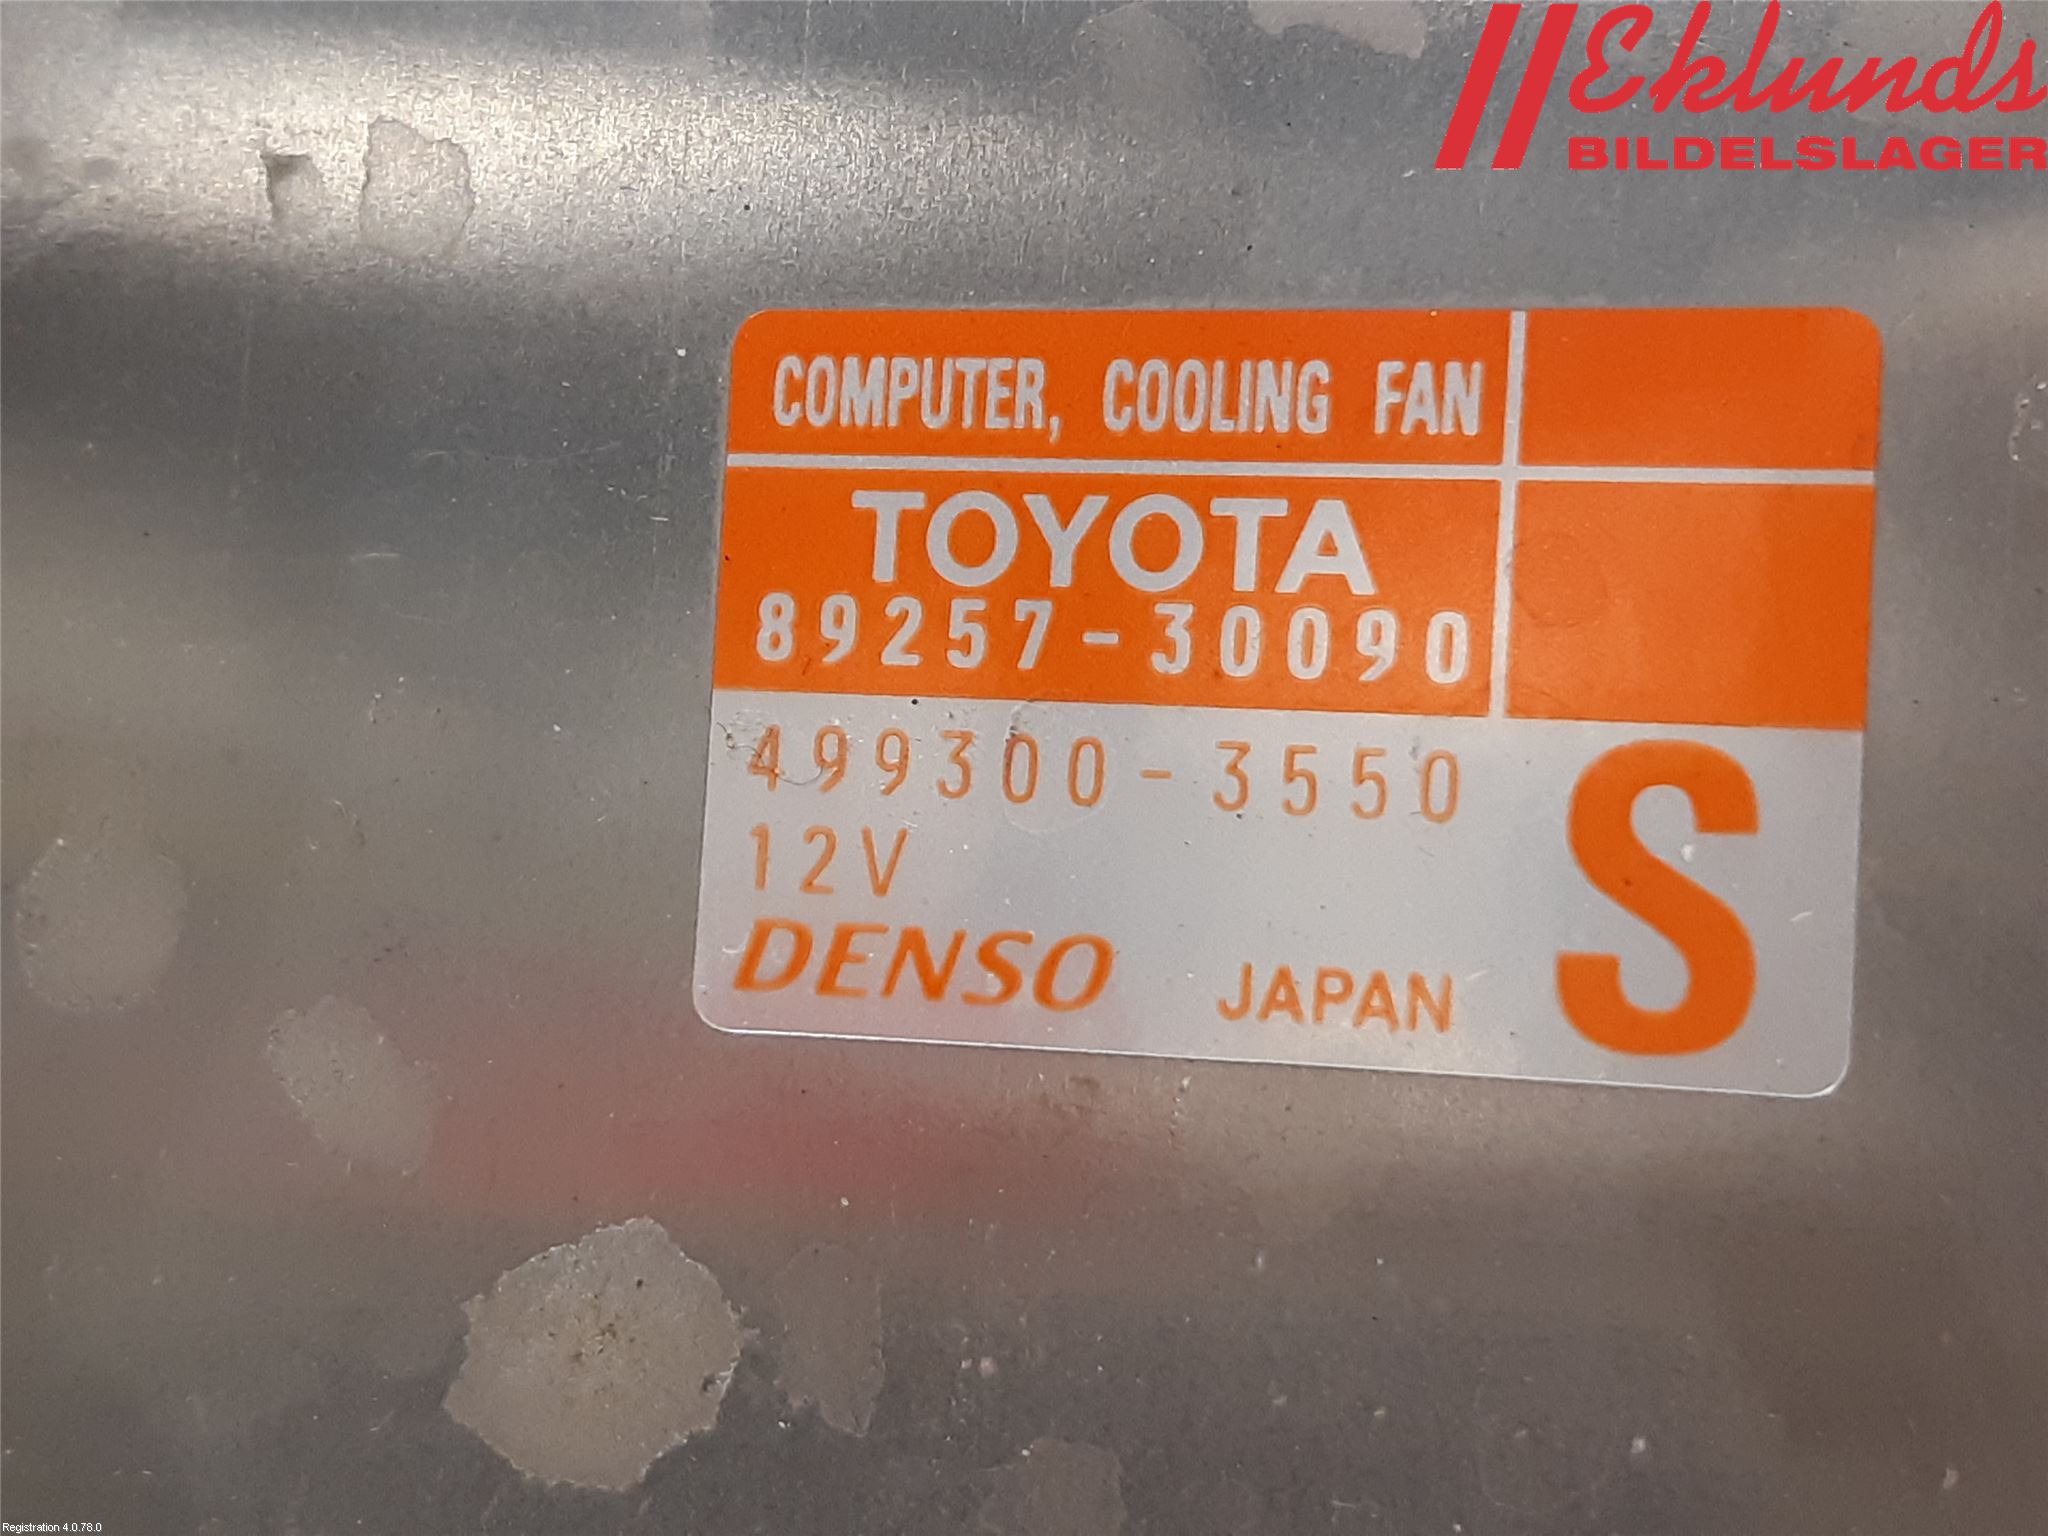 Eklunds
BILDELSLAGER
COMPUTER, COOLING FAN
TOYOTA
89257-30090
499300-3550
12V
DENSO JAPAN
S
Registration 4.0.78.0